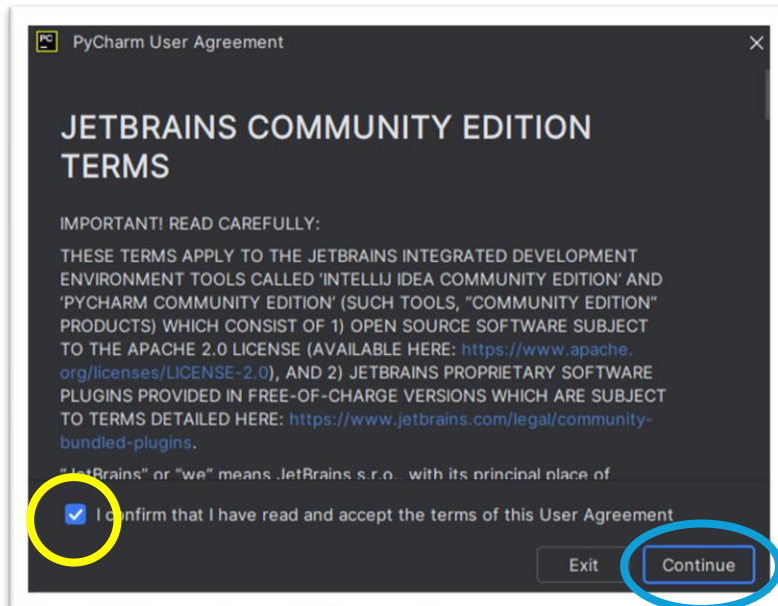 PC PyCharm User Agreement
JETBRAINS COMMUNITY EDITION
TERMS
IMPORTANT! READ CAREFULLY:
THESE TERMS APPLY TO THE JETBRAINS INTEGRATED DEVELOPMENT
ENVIRONMENT TOOLS CALLED ‘INTELLIJ IDEA COMMUNITY EDITION’ AND
‘PYCHARM COMMUNITY EDITION’ (SUCH TOOLS, “COMMUNITY EDITION”
PRODUCTS) WHICH CONSIST OF 1) OPEN SOURCE SOFTWARE SUBJECT
TO THE APACHE 2.0 LICENSE (AVAILABLE HERE: https://www.apache.
org/licenses/LICENSE-2.0), AND 2) JETBRAINS PROPRIETARY SOFTWARE
PLUGINS PROVIDED IN FREE-OF-CHARGE VERSIONS WHICH ARE SUBJECT
TO TERMS DETAILED HERE: https://www.jetbrains.com/legal/community-
bundled-plugins.
“JetBrains” or “we” means JetBrains s.r.o., with its principal place of
I confirm that I have read and accept the terms of this User Agreement
Exit Continue